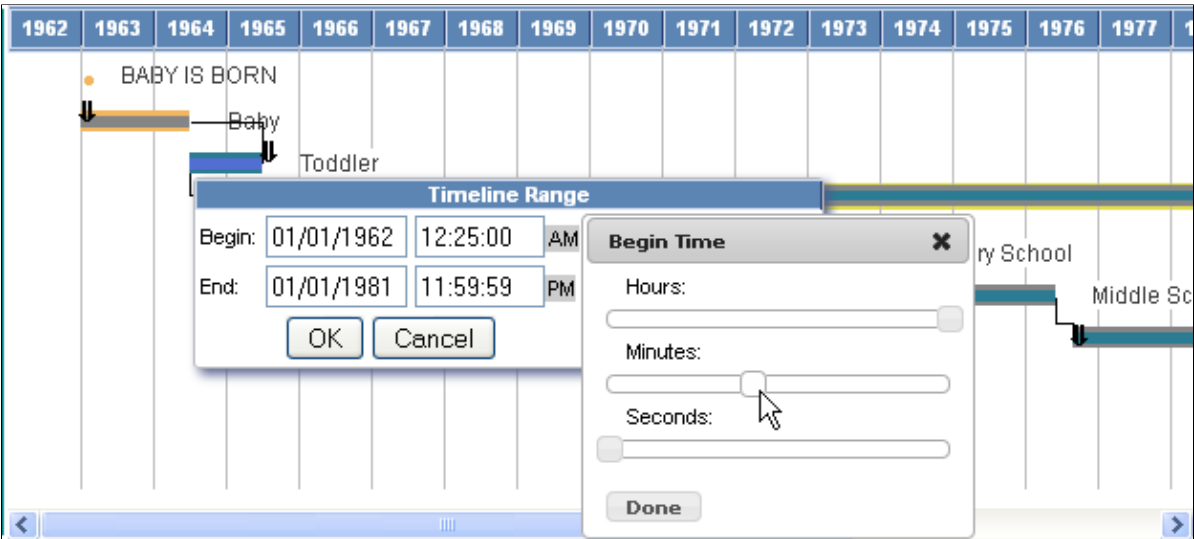 1962 1963 1964 1965 1966 1967 1968 1969 1970 1971 1972 1973 1974 1975 1976 1977 1
BABY IS BORN
Baby
Toddler
Timeline Range
Begin: 01/01/1962 12:25:00 AM
End: 01/01/1981 11:59:59 PM
OK Cancel
Begin Time
Hours:
Minutes:
Seconds:
Done
ry School
Middle Sc